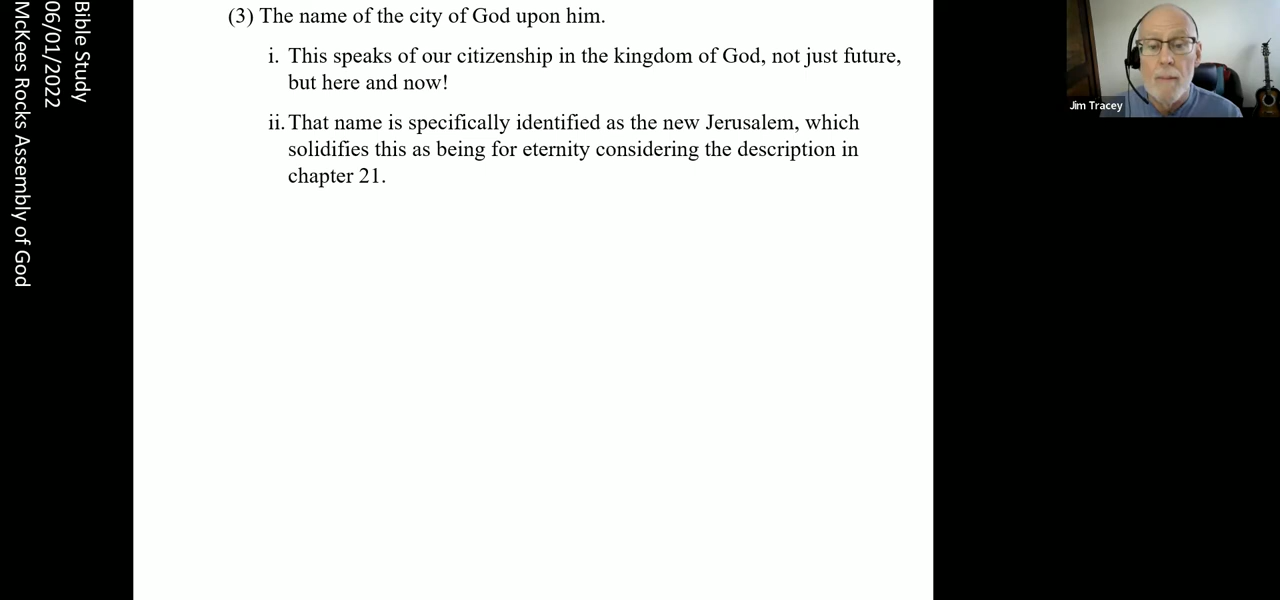 Bible Study
06/01/2022
McKees Rocks Assembly of God
(3) The name of the city of God upon him.
i. This speaks of our citizenship in the kingdom of God, not just future,
but here and now!
ii. That name is specifically identified as the new Jerusalem, which
solidifies this as being for eternity considering the description in
chapter 21.
Jim Tracey